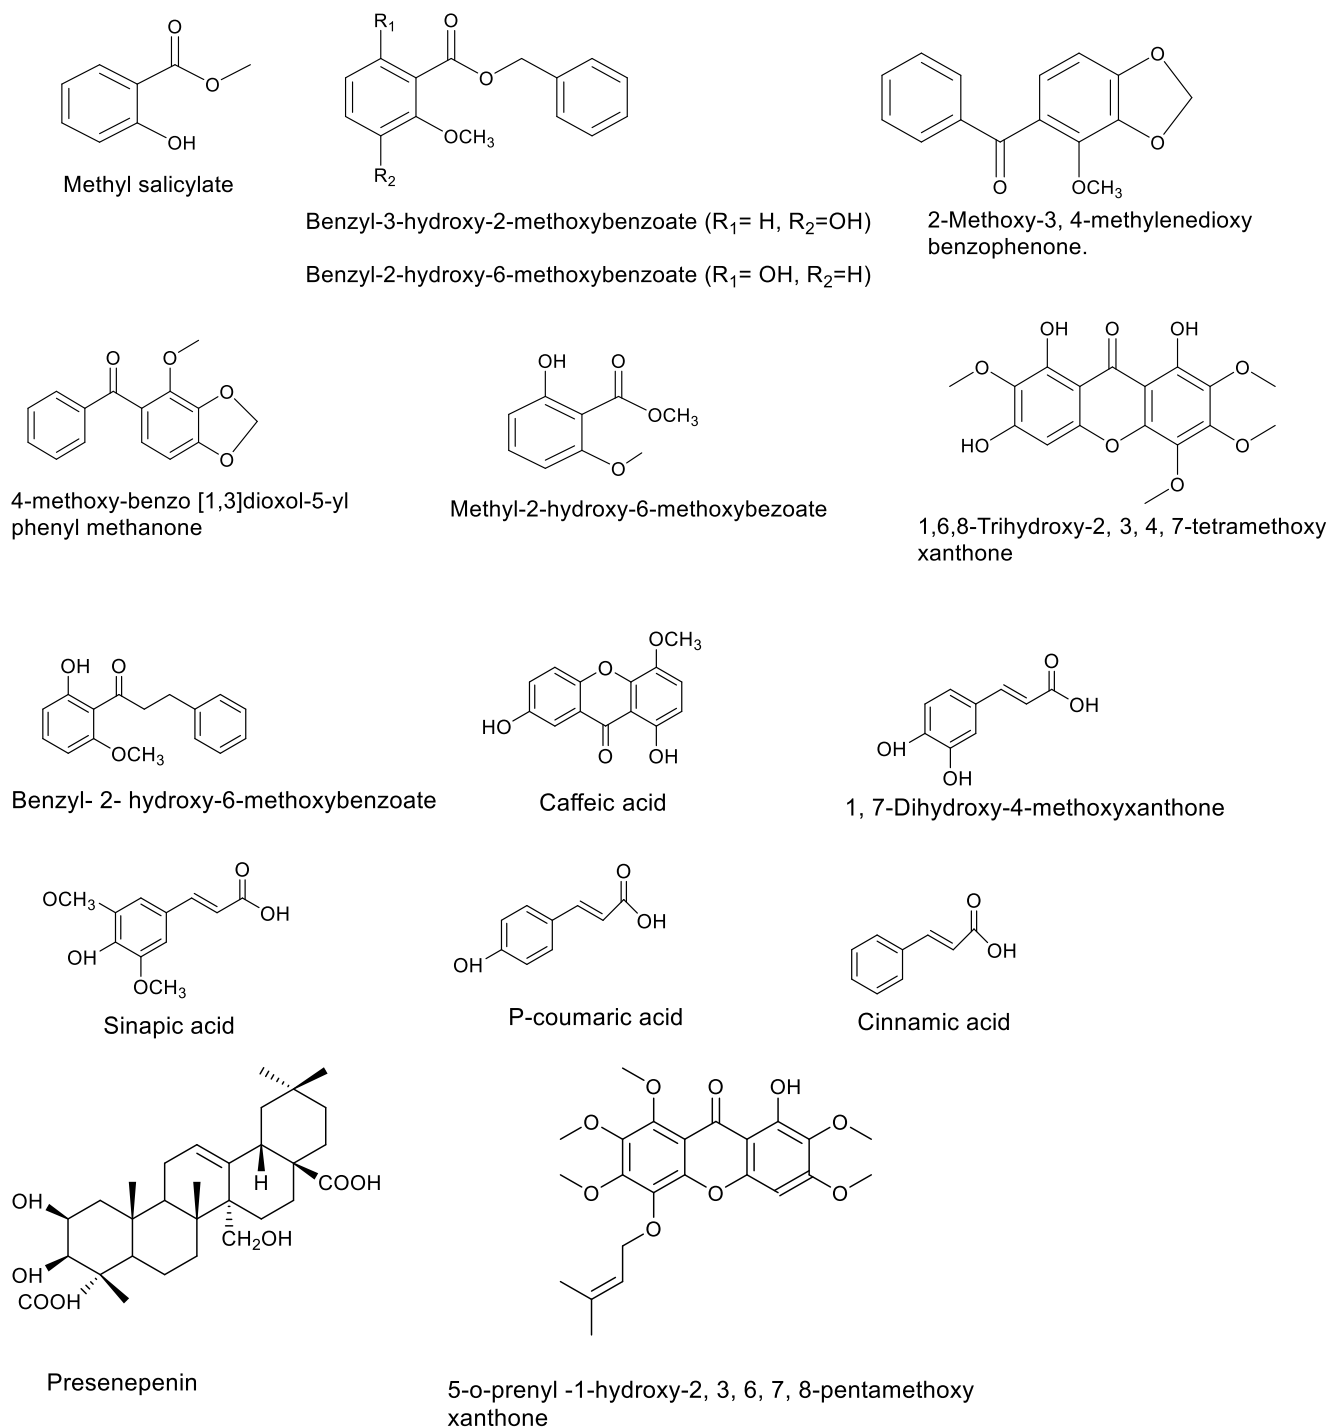 O
O
OH
Methyl salicylate
R1
O
O
OCH3
R2
Benzyl-3-hydroxy-2-methoxybenzoate (R1= H, R2=OH)
Benzyl-2-hydroxy-6-methoxybenzoate (R1= OH, R2=H)
O
O
O
OCH3
2-Methoxy-3, 4-methylenedioxy
benzophenone.
O
O
O
O
4-methoxy-benzo [1,3]dioxol-5-yl
phenyl methanone
OH
O
OCH3
O
Methyl-2-hydroxy-6-methoxybezoate
OH
O
OH
O
O
HO
O
O
O
1,6,8-Trihydroxy-2, 3, 4, 7-tetramethoxy
xanthone
OH
O
OCH3
Benzyl- 2- hydroxy-6-methoxybenzoate
OCH3
O
HO
O
OH
Caffeic acid
O
OH
OH
OH
1, 7-Dihydroxy-4-methoxyxanthone
O
OCH3
OH
OH
OCH3
Sinapic acid
O
OH
OH
P-coumaric acid
O
OH
Cinnamic acid
OH
H
COOH
CH2OH
OH
COOH
Presenepenin
O
O
OH
O
O
O
O
O
O
5-o-prenyl -1-hydroxy-2, 3, 6, 7, 8-pentamethoxy
xanthone